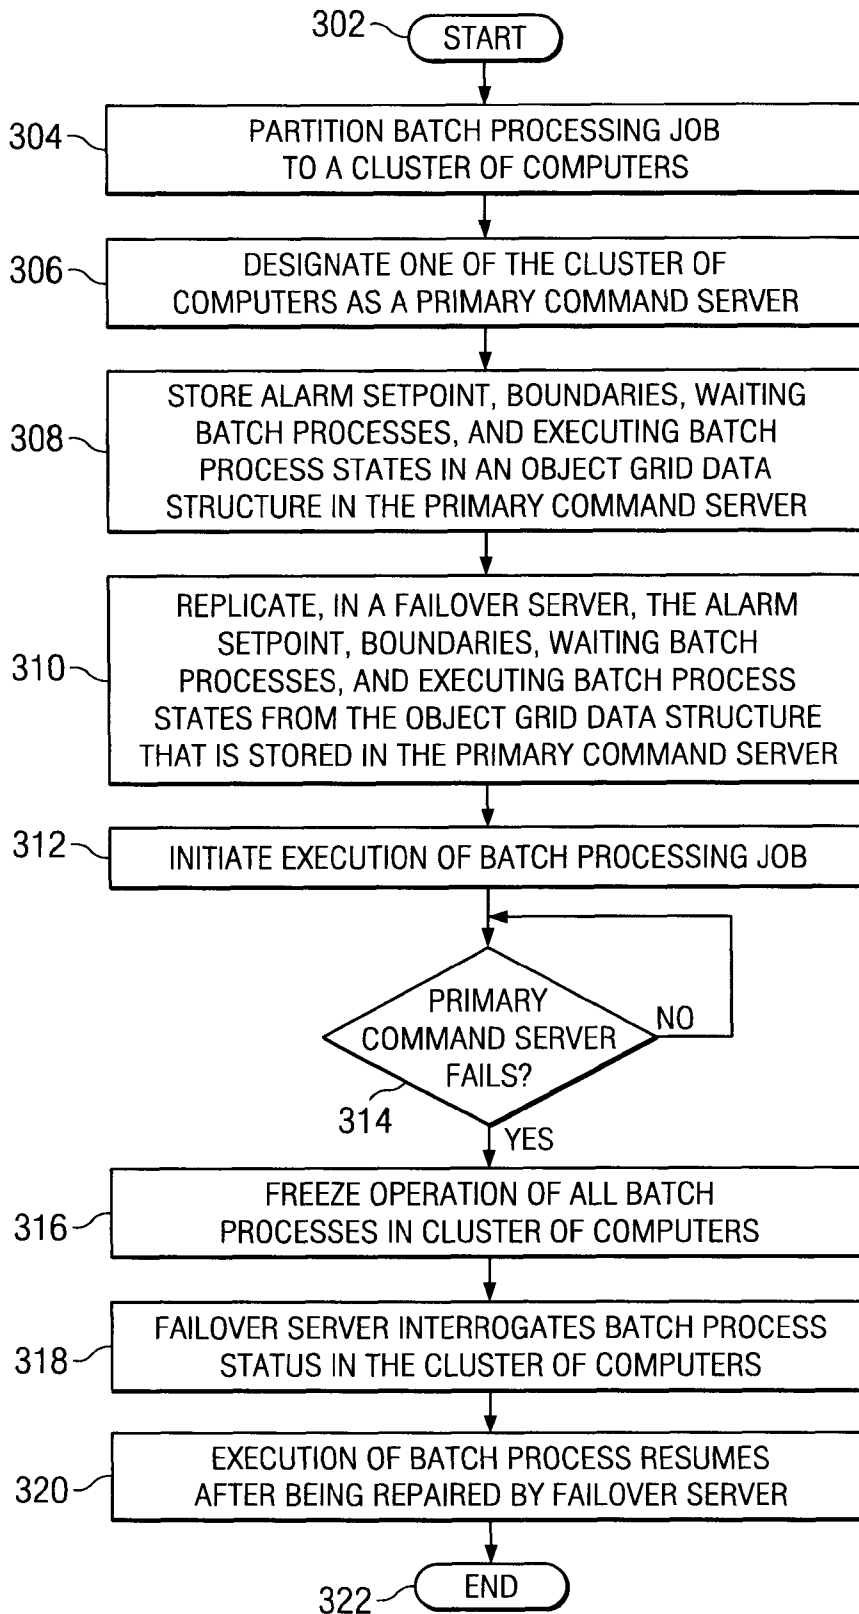 302
START
304
PARTITION BATCH PROCESSING JOB
TO A CLUSTER OF COMPUTERS
306
DESIGNATE ONE OF THE CLUSTER OF
COMPUTERS AS A PRIMARY COMMAND SERVER
308
STORE ALARM SETPOINT, BOUNDARIES, WAITING
BATCH PROCESSES, AND EXECUTING BATCH
PROCESS STATES IN AN OBJECT GRID DATA
STRUCTURE IN THE PRIMARY COMMAND SERVER
310
REPLICATE, IN A FAILOVER SERVER, THE ALARM
SETPOINT, BOUNDARIES, WAITING BATCH
PROCESSES, AND EXECUTING BATCH PROCESS
STATES FROM THE OBJECT GRID DATA STRUCTURE
THAT IS STORED IN THE PRIMARY COMMAND SERVER
312
INITIATE EXECUTION OF BATCH PROCESSING JOB
PRIMARY
COMMAND SERVER
FAILS?
NO
314
YES
316
FREEZE OPERATION OF ALL BATCH
PROCESSES IN CLUSTER OF COMPUTERS
318
FAILOVER SERVER INTERROGATES BATCH PROCESS
STATUS IN THE CLUSTER OF COMPUTERS
320
EXECUTION OF BATCH PROCESS RESUMES
AFTER BEING REPAIRED BY FAILOVER SERVER
322
END